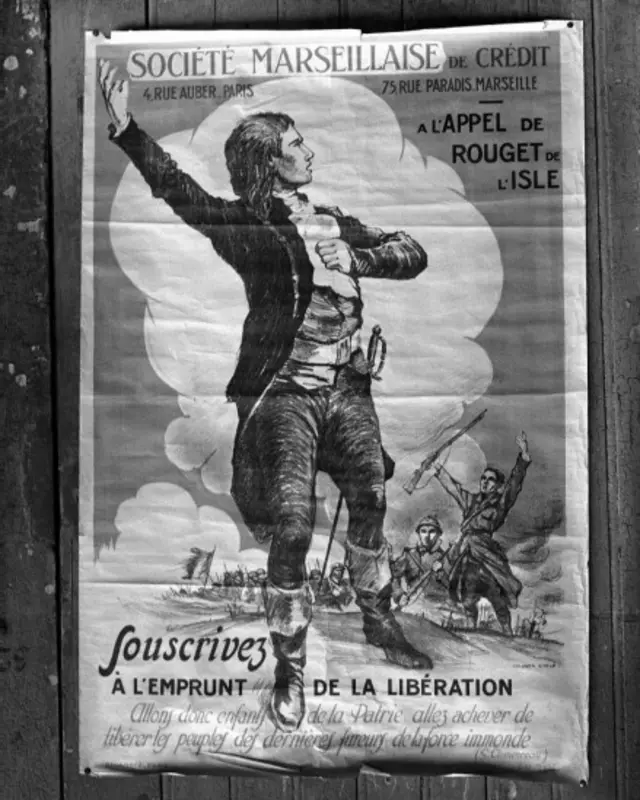 SOCIÉTÉ MARSEILLAISE DE CRÉDIT
4, RUE AUBER. PARIS
75, RUE PARADIS. MARSEILLE
A L'APPEL DE
ROUGET DE
L'ISLE
Souscrivez
À L'EMPRUNT DE LA LIBÉRATION
Allons donc enfants de la Patrie allez achever de
libérer les peuples des dernières fureurs de la force immonde